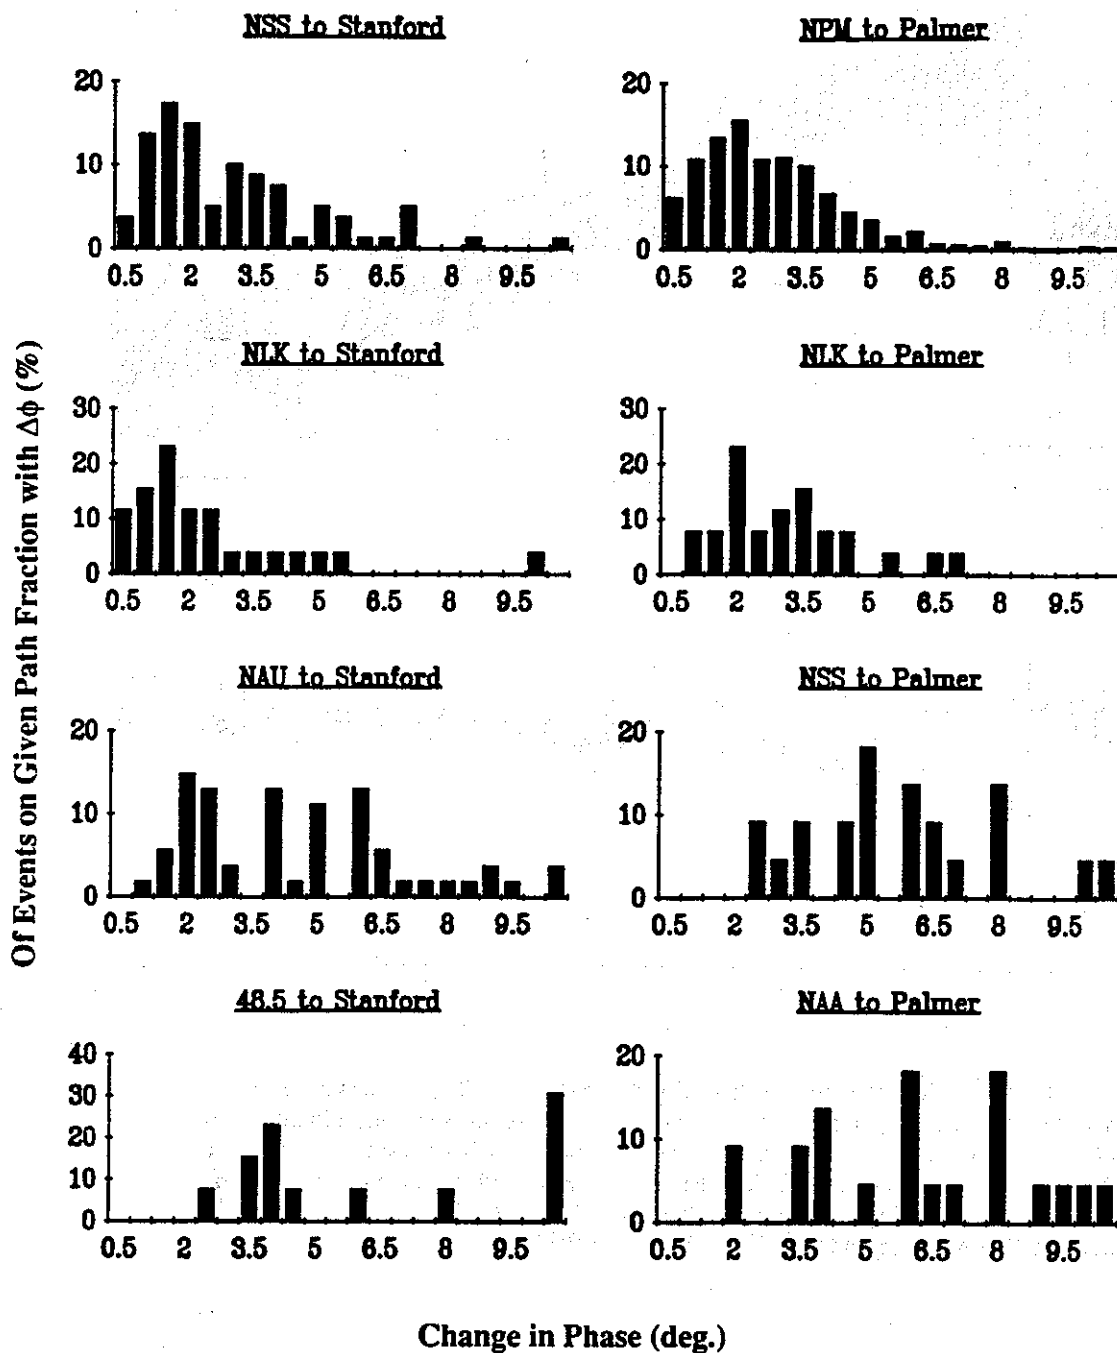 NSS to Stanford
20
10
0
0.5 2 3.5 5 6.5 8 9.5
NPM to Palmer
20
10
0
0.5 2 3.5 5 6.5 8 9.5
NLK to Stanford
30
20
10
0
0.5 2 3.5 5 6.5 8 9.5
NLK to Palmer
30
20
10
0
0.5 2 3.5 5 6.5 8 9.5
NAU to Stanford
20
10
0
0.5 2 3.5 5 6.5 8 9.5
NSS to Palmer
20
10
0
0.5 2 3.5 5 6.5 8 9.5
48.5 to Stanford
40
30
20
10
0
0.5 2 3.5 5 6.5 8 9.5
NAA to Palmer
20
10
0
0.5 2 3.5 5 6.5 8 9.5
Of Events on Given Path Fraction with Δφ (%)
Change in Phase (deg.)